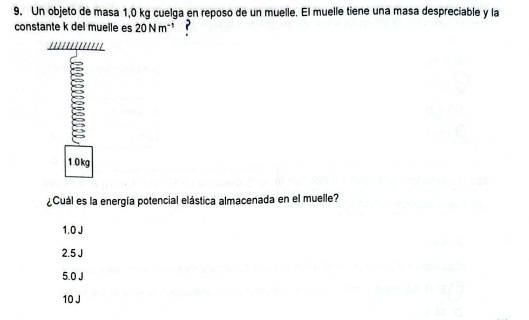 9. Un objeto de masa 1,0 kg cuelga en reposo de un muelle. El muelle tiene una masa despreciable y la
constante k del muelle es 20 N m⁻¹ ?
1.0kg
¿Cuál es la energía potencial elástica almacenada en el muelle?
1.0 J
2.5 J
5.0 J
10 J